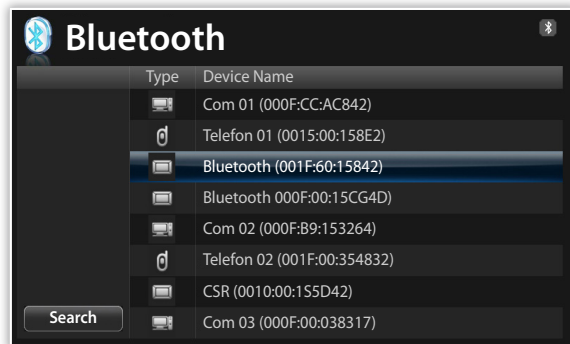 Bluetooth
Type Device Name
Com 01 (000F:CC:AC842)
Telefon 01 (0015:00:158E2)
Bluetooth (001F:60:15842)
Bluetooth 000F:00:15CG4D)
Com 02 (000F:B9:153264)
Telefon 02 (001F:00:354832)
CSR (0010:00:1S5D42)
Com 03 (000F:00:038317)
Search